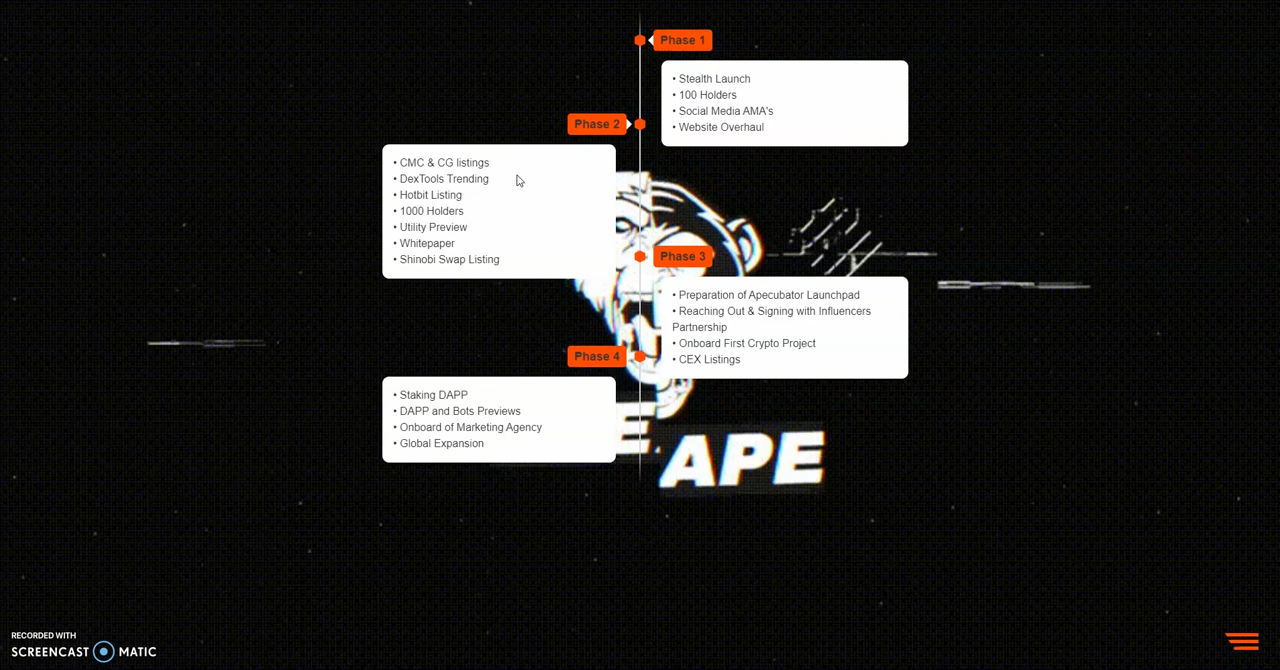 Phase 1
• Stealth Launch
• 100 Holders
• Social Media AMA's
• Website Overhaul
Phase 2
• CMC & CG listings
• DexTools Trending
• Hotbit Listing
• 1000 Holders
• Utility Preview
• Whitepaper
• Shinobi Swap Listing
Phase 3
• Preparation of Apecubator Launchpad
• Reaching Out & Signing with Influencers
Partnership
• Onboard First Crypto Project
• CEX Listings
Phase 4
• Staking DAPP
• DAPP and Bots Previews
• Onboard of Marketing Agency
• Global Expansion
APE
RECORDED WITH
SCREENCAST MATIC